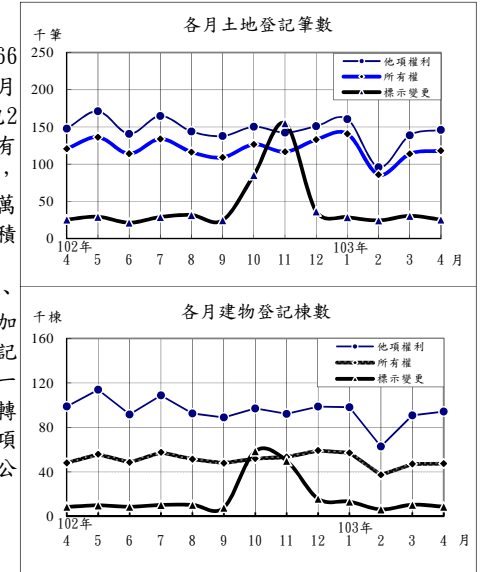 66
月
2
有
，
萬
積
、
加
記
一
轉
項
公
各月土地登記筆數
千筆
250
200
150
100
50
0
他項權利
所有權
標示變更
102年 103年
4 5 6 7 8 9 10 11 12 1 2 3 4 月
各月建物登記棟數
千棟
160
120
80
40
0
他項權利
所有權
標示變更
102年 103年
4 5 6 7 8 9 10 11 12 1 2 3 4 月